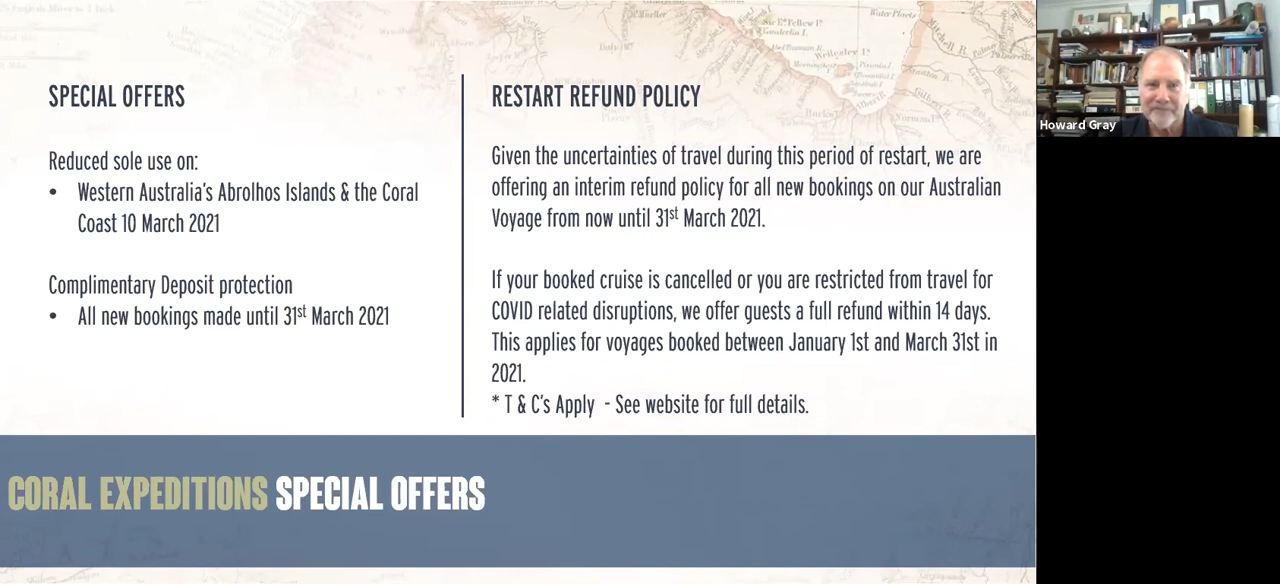 SPECIAL OFFERS
Reduced sole use on:
• Western Australia's Abrolhos Islands & the Coral
Coast 10 March 2021
Complimentary Deposit protection
• All new bookings made until 31st March 2021
RESTART REFUND POLICY
Given the uncertainties of travel during this period of restart, we are
offering an interim refund policy for all new bookings on our Australian
Voyage from now until 31st March 2021.
If your booked cruise is cancelled or you are restricted from travel for
COVID related disruptions, we offer guests a full refund within 14 days.
This applies for voyages booked between January 1st and March 31st in
2021.
* T & C's Apply - See website for full details.
CORAL EXPEDITIONS SPECIAL OFFERS
Howard Gray